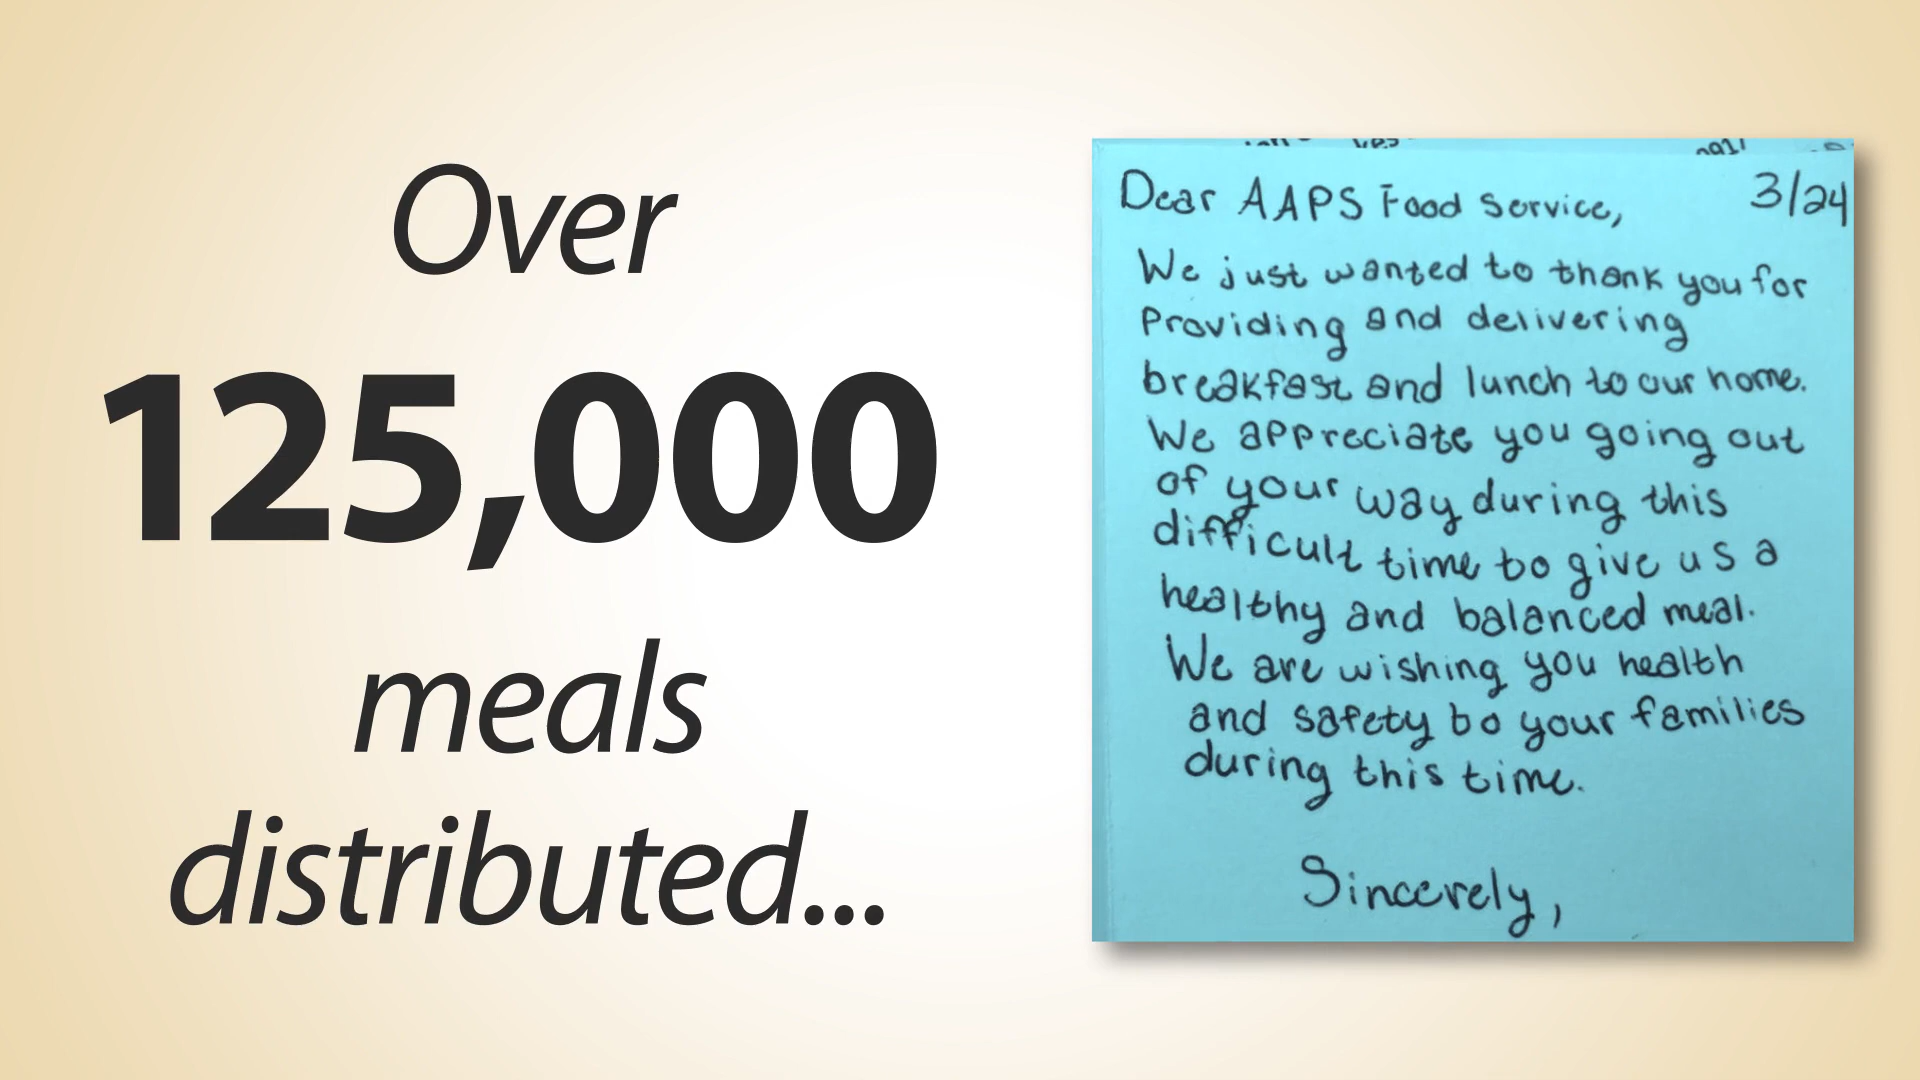 Over
125,000
meals
distributed...
Dear AAPS Food Service,
3/24
We just wanted to thank you for
Providing and delivering
breakfast and lunch to our home.
We appreciate you going out
of your way during this
difficult time to give us a
healthy and balanced meal.
We are wishing you health
and safety to your families
during this time.
Sincerely,